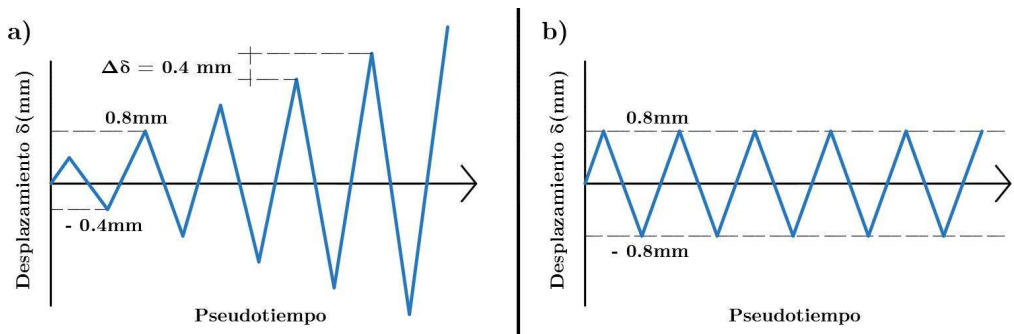 a)
Desplazamiento δ(mm)
Δδ = 0.4 mm
0.8mm
- 0.4mm
Pseudotiempo
b)
Desplazamiento δ(mm)
0.8mm
- 0.8mm
Pseudotiempo